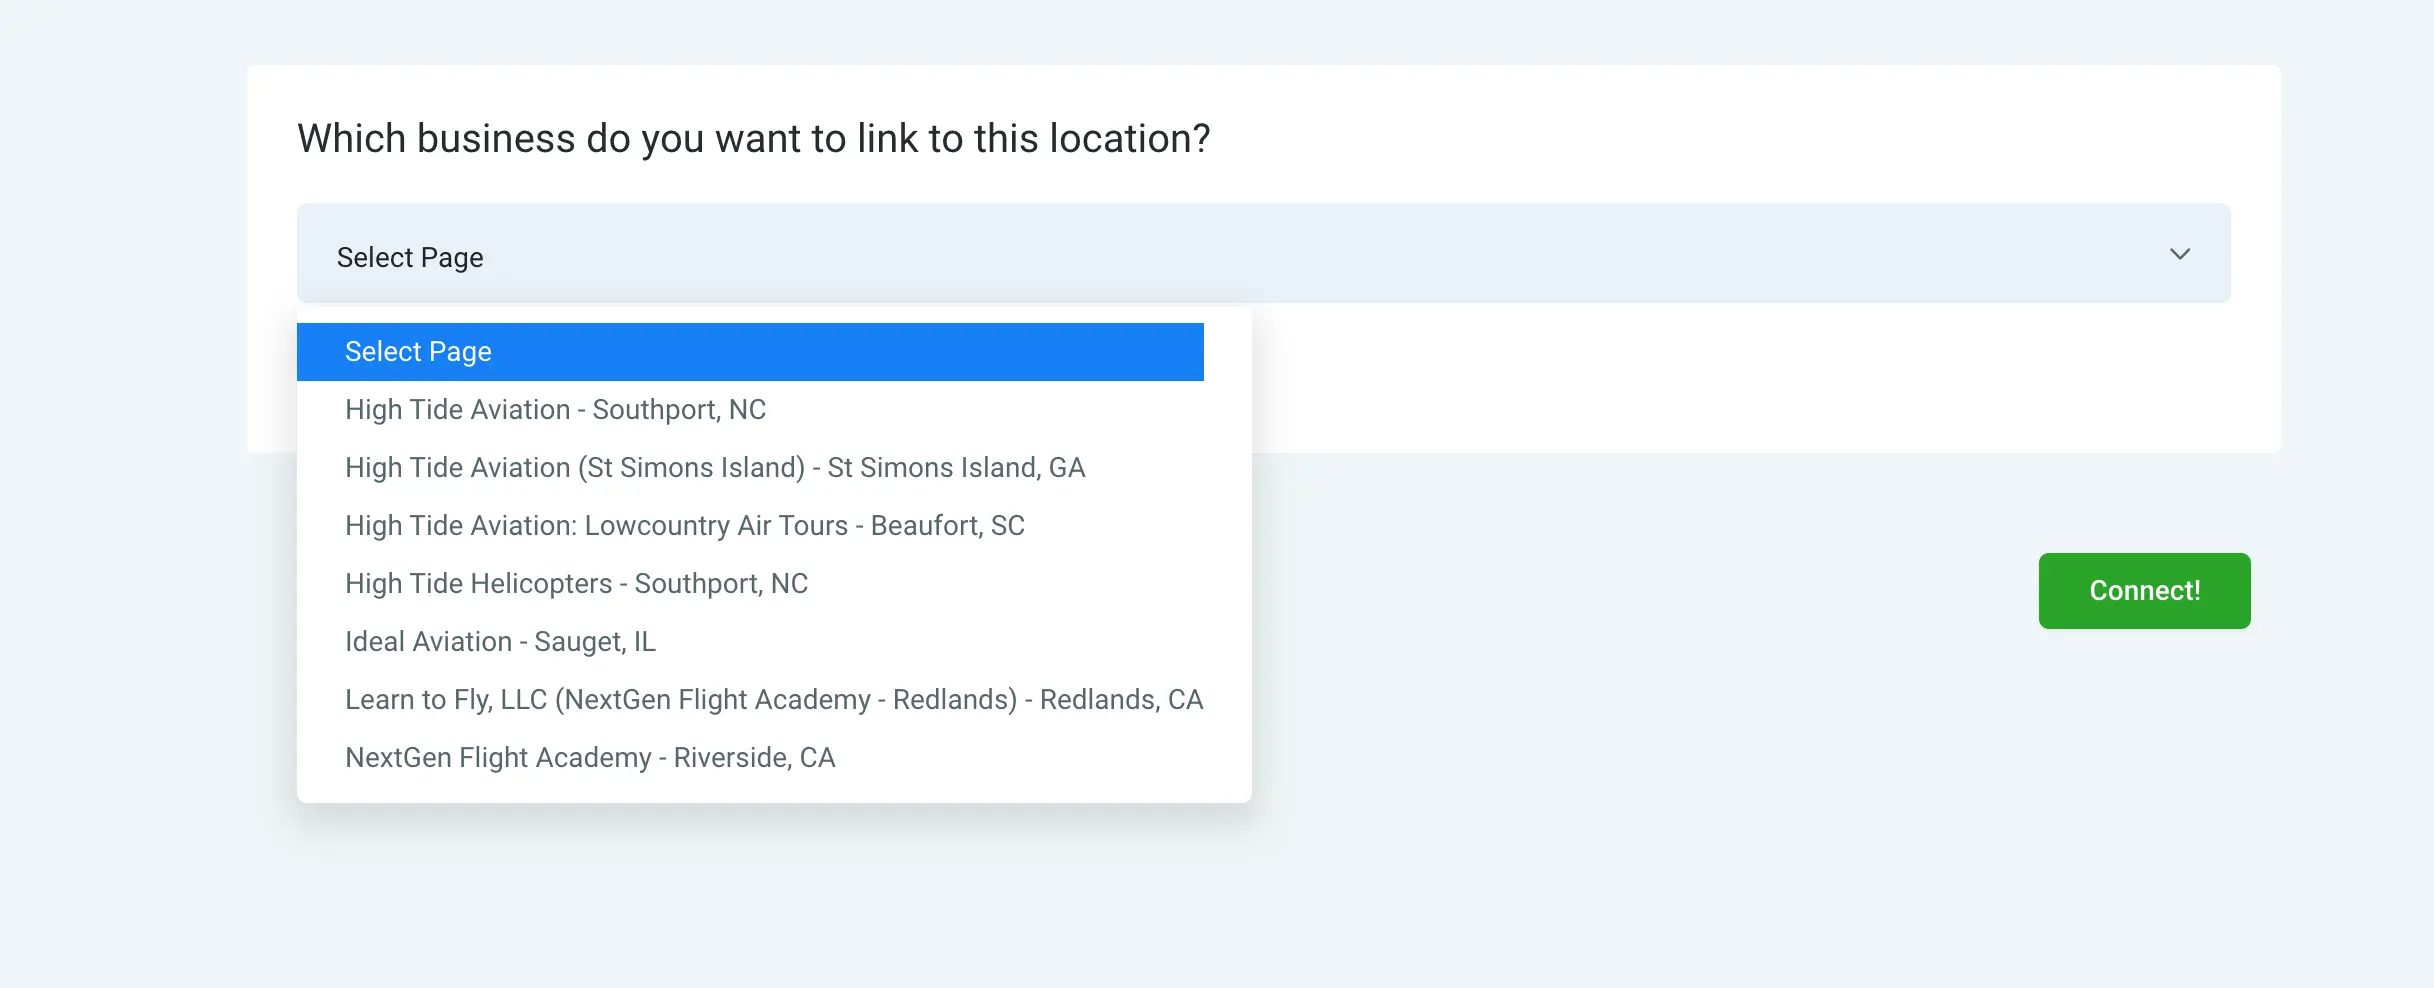 Which business do you want to link to this location?
Select Page
Select Page
High Tide Aviation - Southport, NC
High Tide Aviation (St Simons Island) - St Simons Island, GA
High Tide Aviation: Lowcountry Air Tours - Beaufort, SC
High Tide Helicopters - Southport, NC
Ideal Aviation - Sauget, IL
Learn to Fly, LLC (NextGen Flight Academy - Redlands) - Redlands, CA
NextGen Flight Academy - Riverside, CA
Connect!